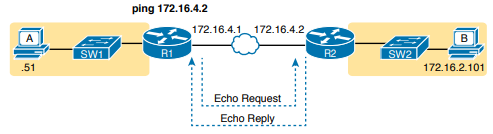 ping 172.16.4.2
172.16.4.1 172.16.4.2
A
B
SW1
R1
R2
SW2
.51
172.16.2.101
Echo Request
Echo Reply